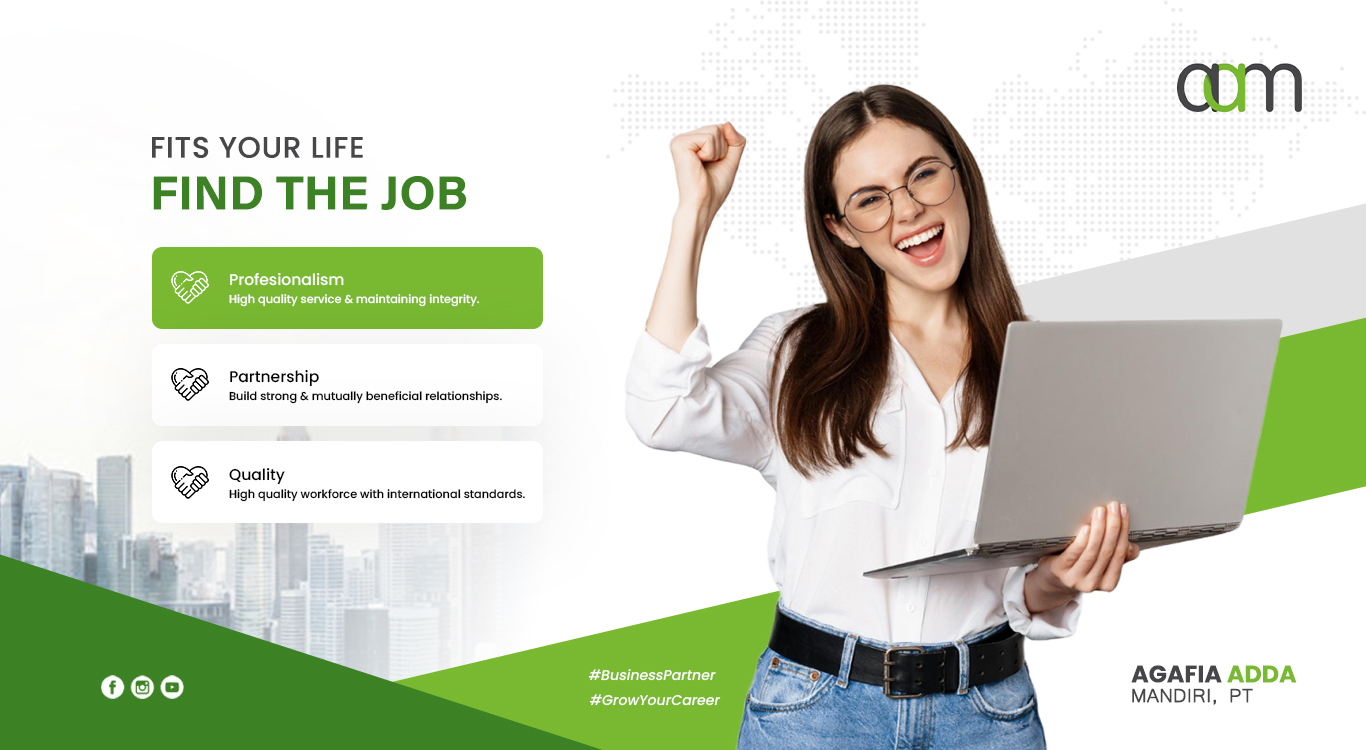 aam
FITS YOUR LIFE
FIND THE JOB
Profesionalism
High quality service & maintaining integrity.
Partnership
Build strong & mutually beneficial relationships.
Quality
High quality workforce with international standards.
#BusinessPartner
#GrowYourCareer
AGAFIA ADDA
MANDIRI, PT